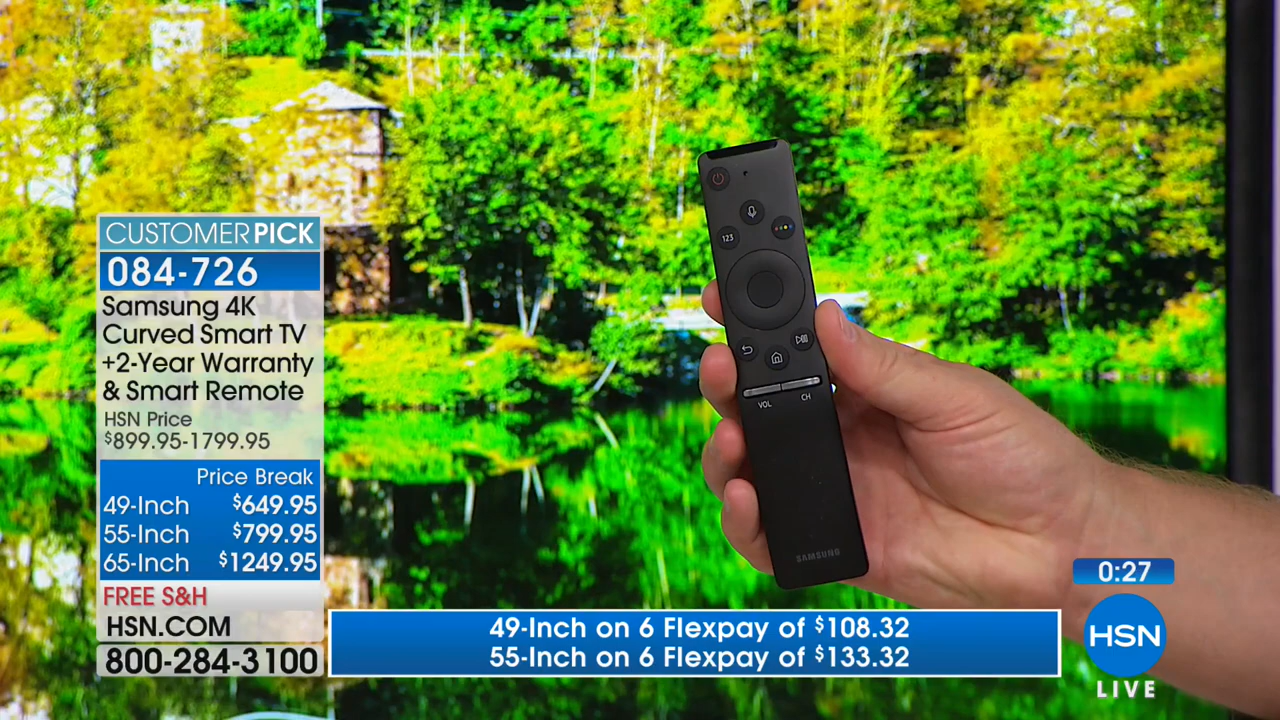 CUSTOMER PICK
084-726
Samsung 4K
Curved Smart TV
+2-Year Warranty
& Smart Remote
HSN Price
$899.95-1799.95
Price Break
49-Inch $649.95
55-Inch $799.95
65-Inch $1249.95
FREE S&H
HSN.COM
800-284-3100
123
VOL CH
SAMSUNG
49-Inch on 6 Flexpay of $108.32
55-Inch on 6 Flexpay of $133.32
0:27
HSN
LIVE